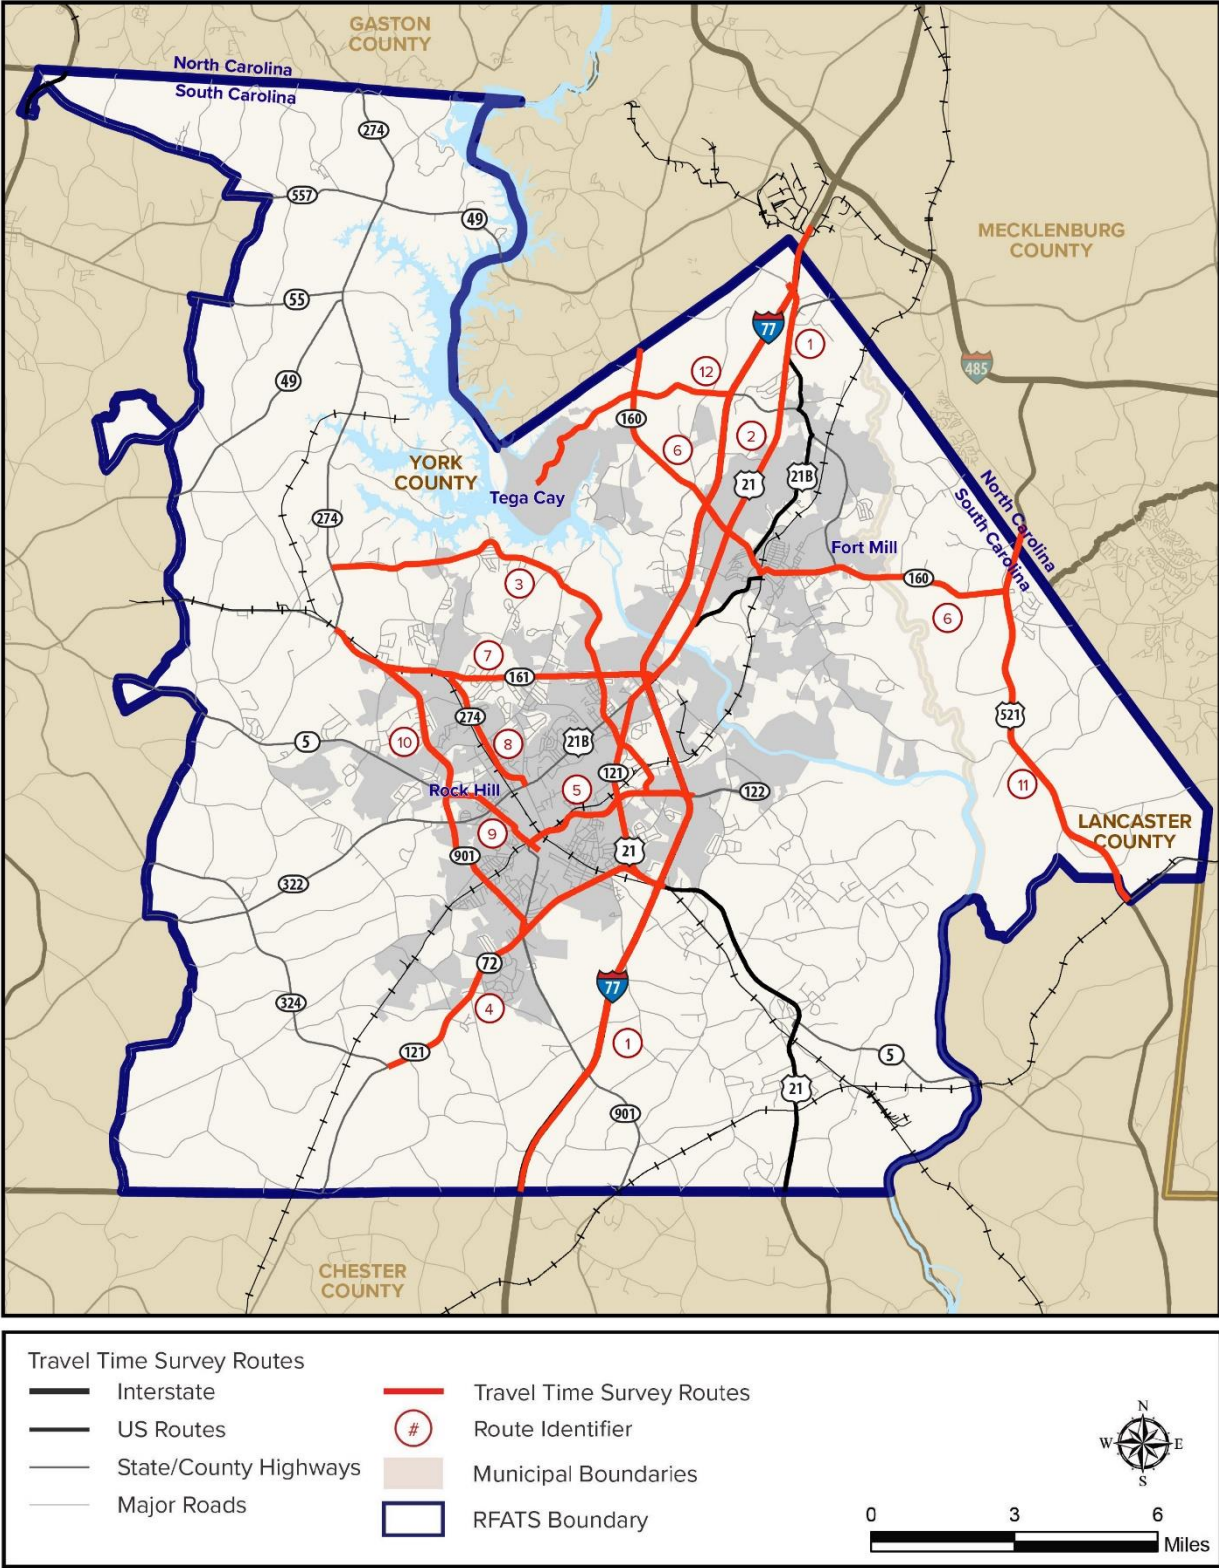 GASTON
COUNTY
North Carolina
South Carolina
274
557
49
MECKLENBURG
COUNTY
55
77
1
485
49
12
160
6
2
YORK
COUNTY
21
21B
Tega Cay
North Carolina
South Carolina
274
Fort Mill
3
160
6
7
161
274
521
10
5
8
21B
121
11
Rock Hill
5
122
LANCASTER
COUNTY
9
21
901
322
72
77
324
4
1
121
5
21
901
CHESTER
COUNTY
Travel Time Survey Routes
Interstate
US Routes
State/County Highways
Major Roads
Travel Time Survey Routes
# Route Identifier
Municipal Boundaries
RFATS Boundary
N
W E
S
0 3 6
Miles